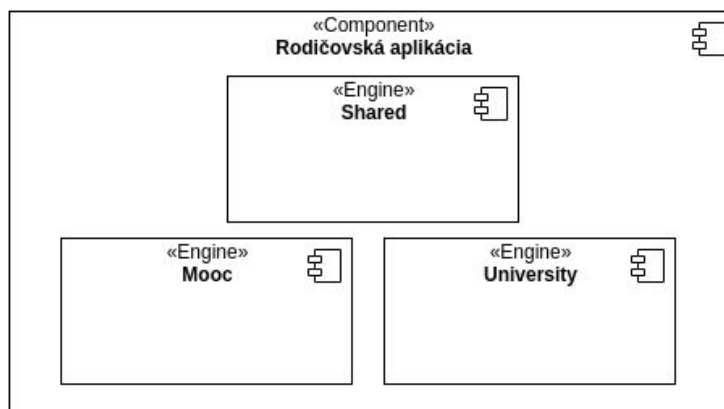 «Component»
Rodičovská aplikácia
«Engine»
Shared
«Engine»
Mooc
«Engine»
University